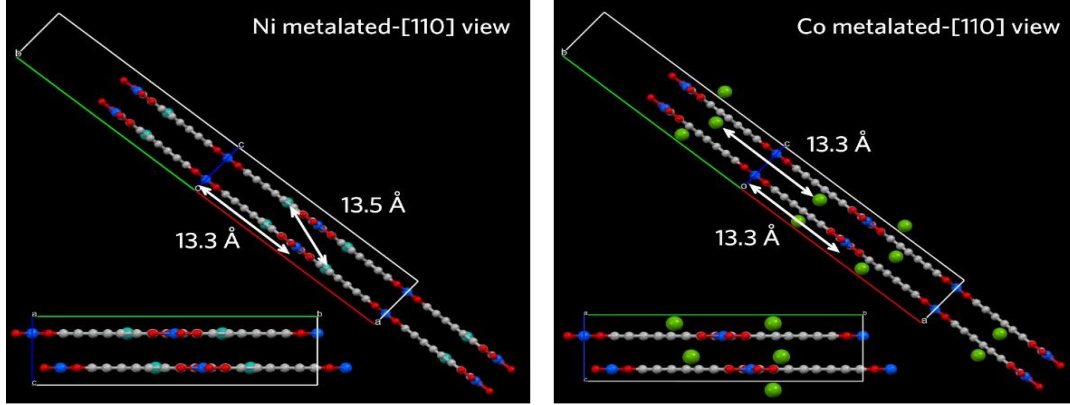 Ni metalated-[110] view
b
c
o
13.5 Å
13.3 Å
a
a
b
c
Co metalated-[110] view
b
c
13.3 Å
o
13.3 Å
a
a
c